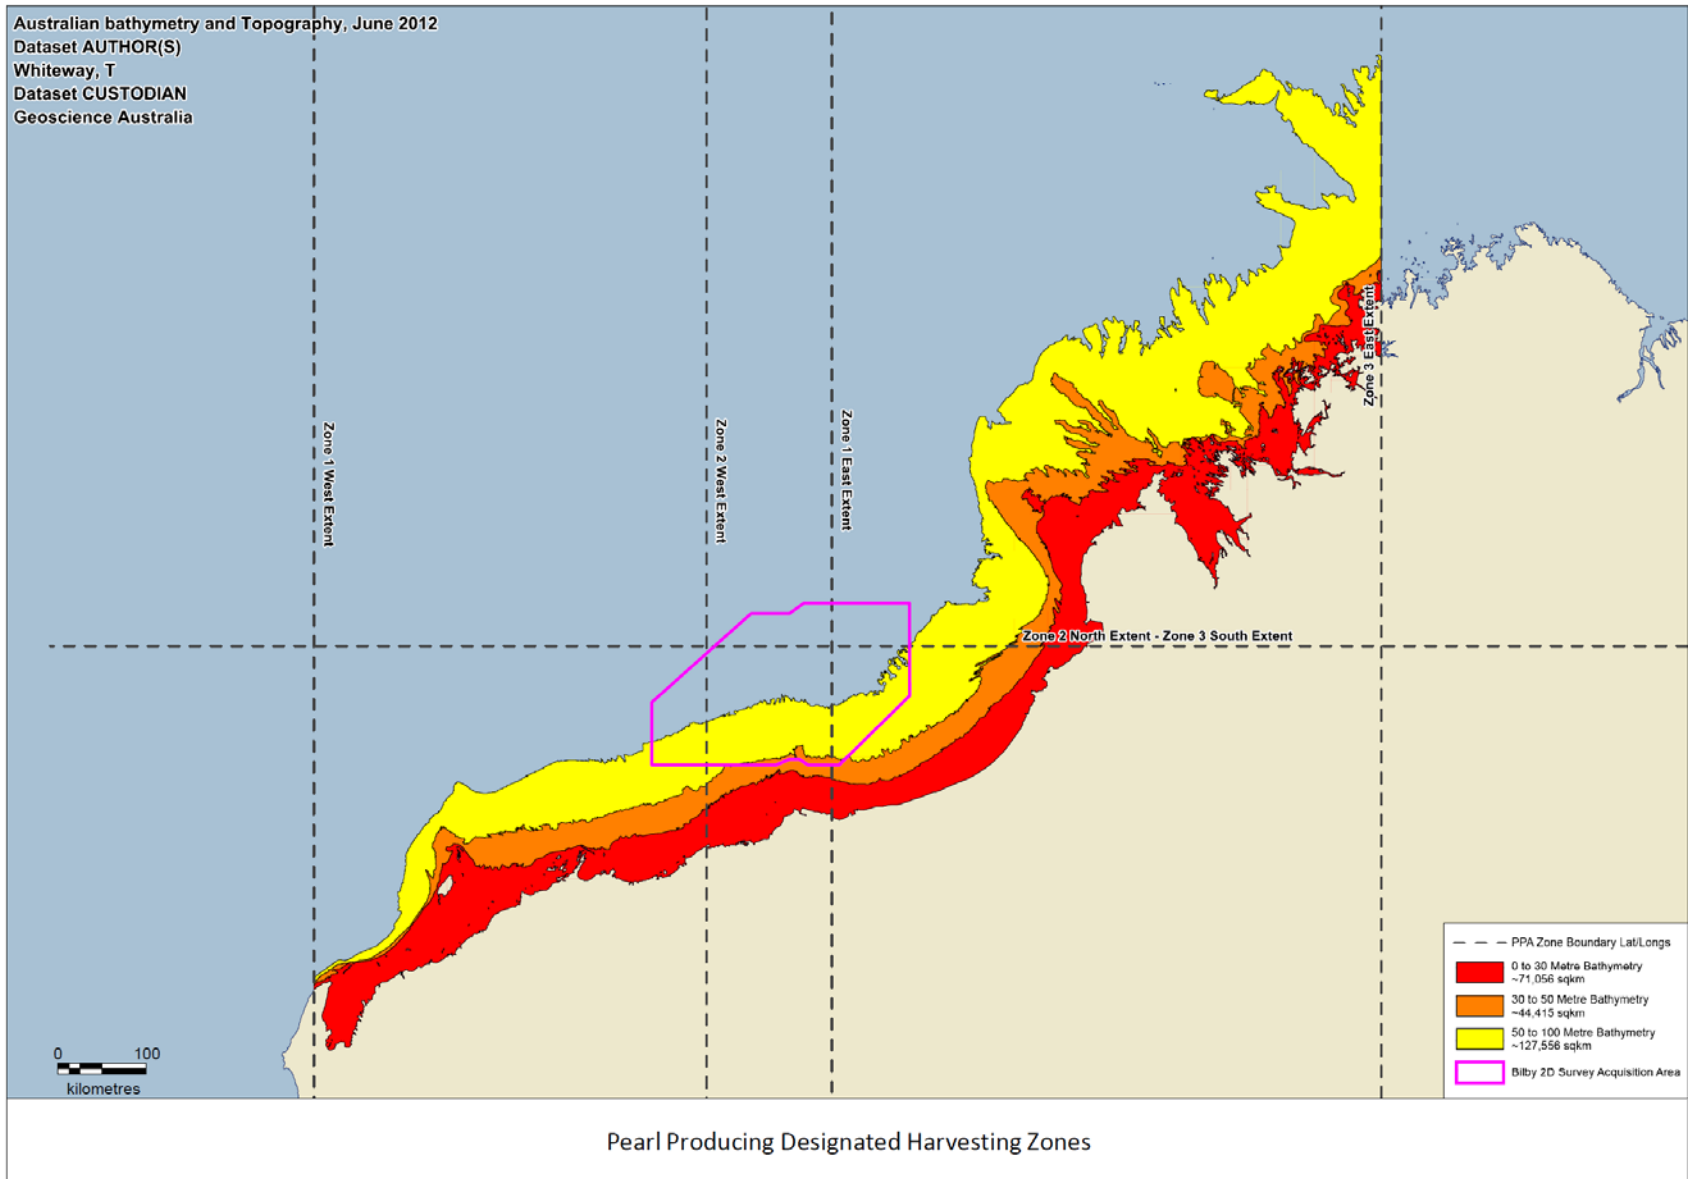 Australian bathymetry and Topography, June 2012
Dataset AUTHOR(S)
Whiteway, T
Dataset CUSTODIAN
Geoscience Australia
Zone 1 West Extent
Zone 2 West Extent
Zone 1 East Extent
Zone 3 East Extent
Zone 2 North Extent - Zone 3 South Extent
0 100
kilometres
PPA Zone Boundary Lat/Longs
0 to 30 Metre Bathymetry
~71,056 sqkm
30 to 50 Metre Bathymetry
~44,415 sqkm
50 to 100 Metre Bathymetry
~127,556 sqkm
Bilby 2D Survey Acquisition Area
Pearl Producing Designated Harvesting Zones